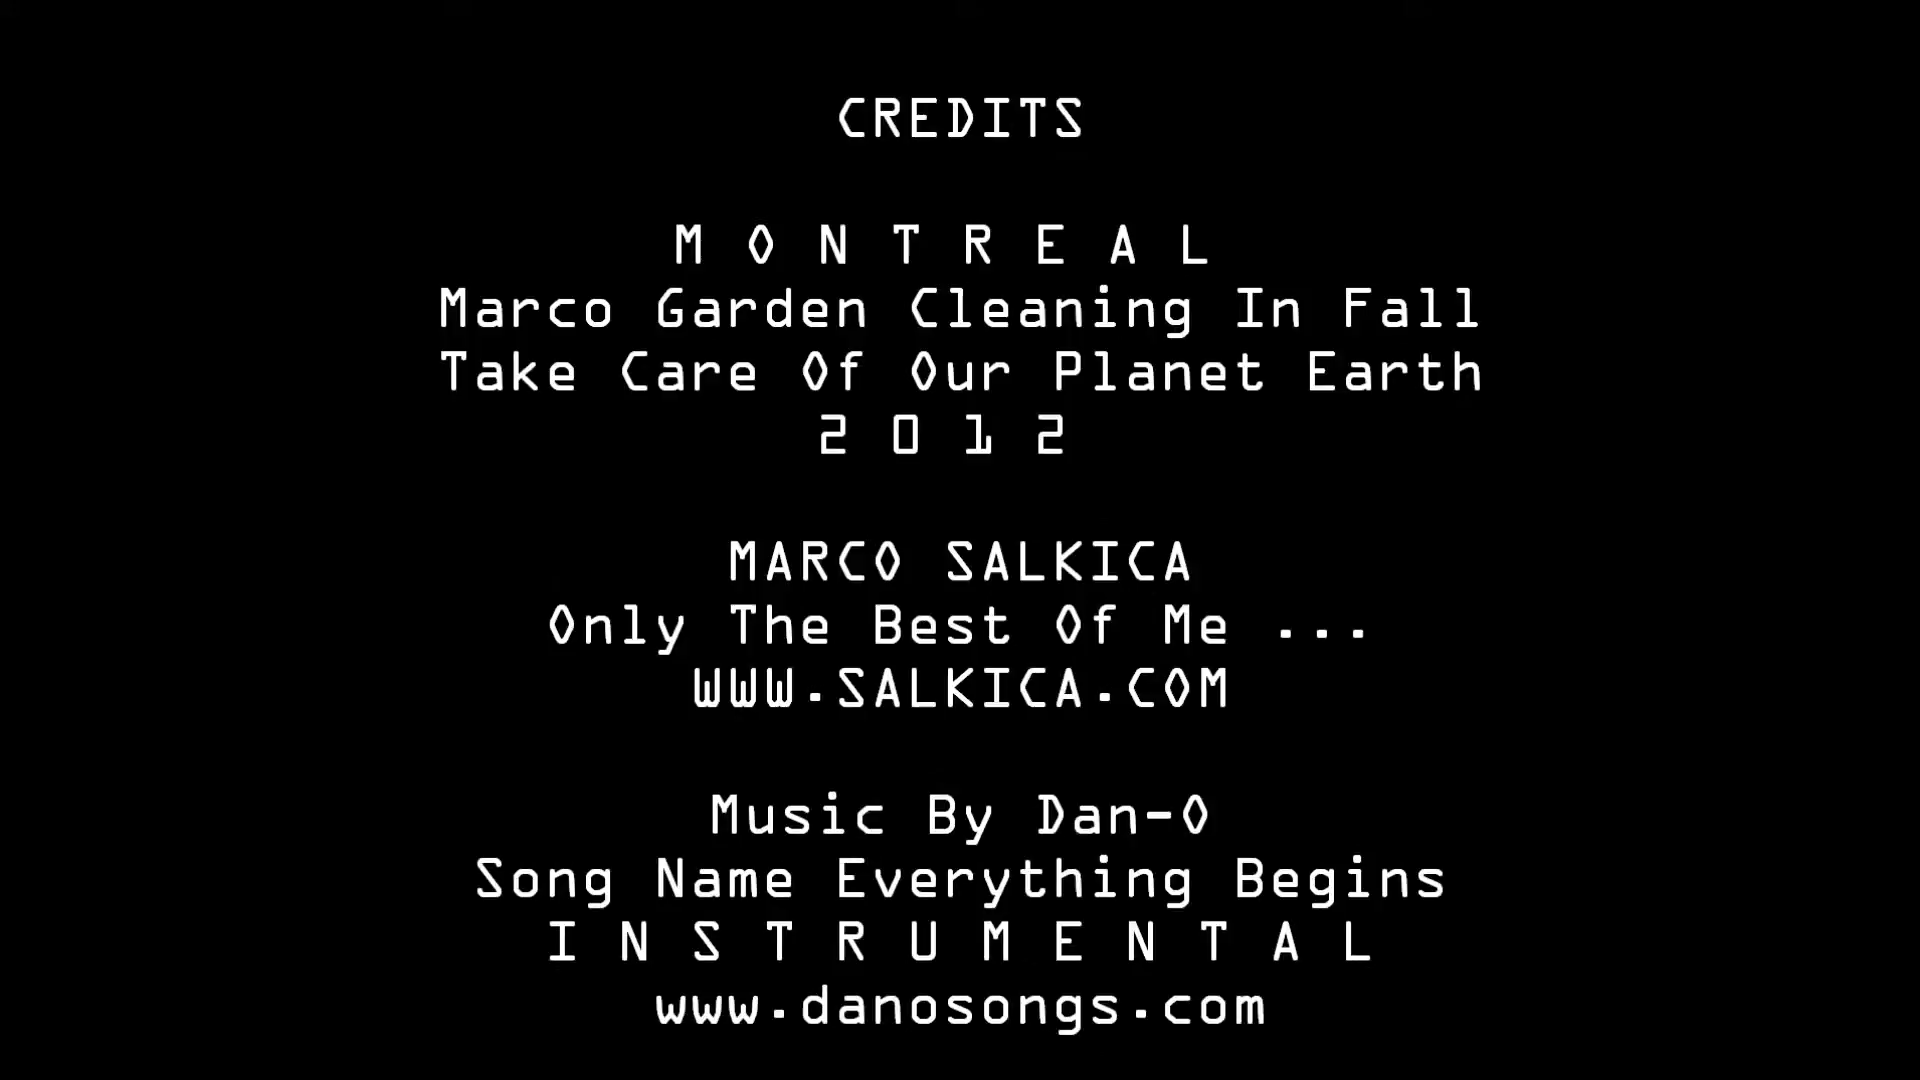 CREDITS
M O N T R E A L
Marco Garden Cleaning In Fall
Take Care Of Our Planet Earth
2 0 1 2
MARCO SALKICA
Only The Best Of Me ...
WWW.SALKICA.COM
Music By Dan-O
Song Name Everything Begins
I N S T R U M E N T A L
www.danosongs.com